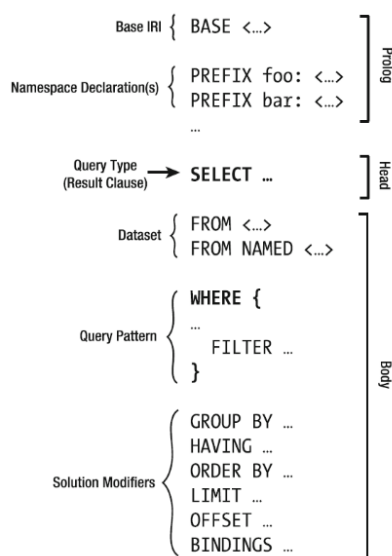 Base IRI { BASE <…>
Prolog
Namespace Declaration(s) { PREFIX foo: <…>
PREFIX bar: <…>
…
Query Type
(Result Clause) → SELECT …
Head
Dataset { FROM <…>
FROM NAMED <…>
Body
Query Pattern { WHERE {
…
FILTER …
}
Solution Modifiers { GROUP BY …
HAVING …
ORDER BY …
LIMIT …
OFFSET …
BINDINGS …